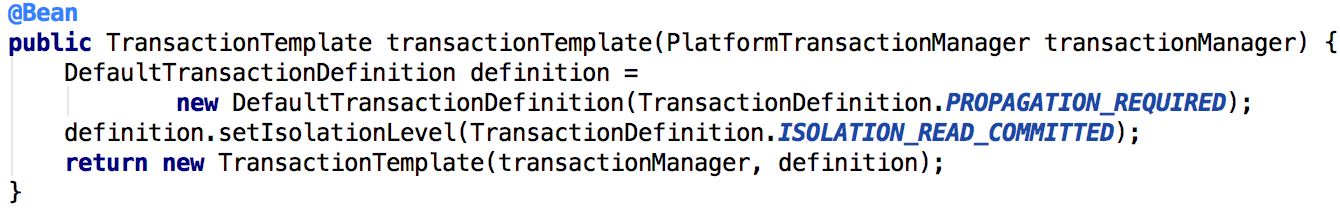 @Bean
public TransactionTemplate transactionTemplate(PlatformTransactionManager transactionManager) {
    DefaultTransactionDefinition definition =
            new DefaultTransactionDefinition(TransactionDefinition.PROPAGATION_REQUIRED);
    definition.setIsolationLevel(TransactionDefinition.ISOLATION_READ_COMMITTED);
    return new TransactionTemplate(transactionManager, definition);
}